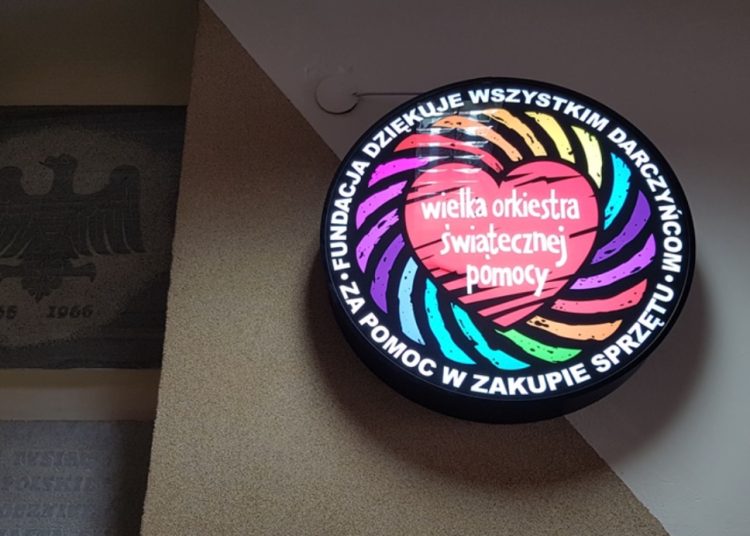 • FUNDACJA DZIĘKUJE WSZYSTKIM DARCZYŃCOM •
ZA POMOC W ZAKUPIE SPRZĘTU
wielka orkiestra
świątecznej
pomocy
1966